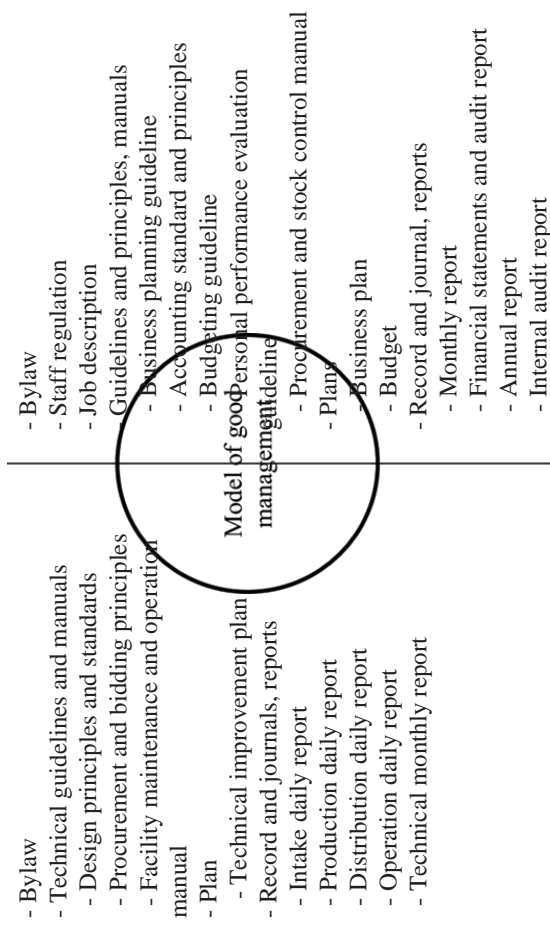 - Bylaw
- Technical guidelines and manuals
- Design principles and standards
- Procurement and bidding principles
- Facility maintenance and operation
manual
- Plan
- Technical improvement plan
- Record and journals, reports
- Intake daily report
- Production daily report
- Distribution daily report
- Operation daily report
- Technical monthly report
Model of good
management
- Bylaw
- Staff regulation
- Job description
- Guidelines and principles, manuals
- Business planning guideline
- Accounting standard and principles
- Budgeting guideline
- Personal performance evaluation
guideline
- Procurement and stock control manual
- Plans
- Business plan
- Budget
- Record and journal, reports
- Monthly report
- Financial statements and audit report
- Annual report
- Internal audit report